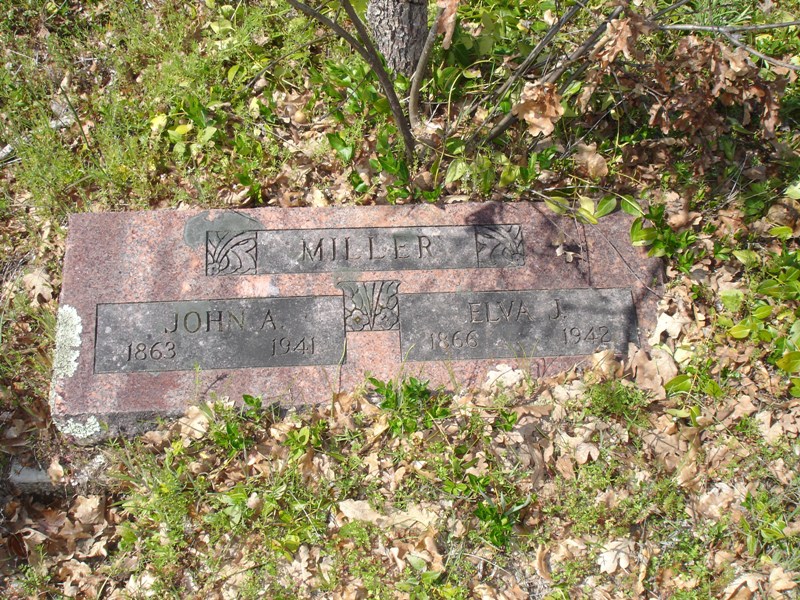 MILLER
JOHN A.
1863 1941
ELVA J.
1866 1942